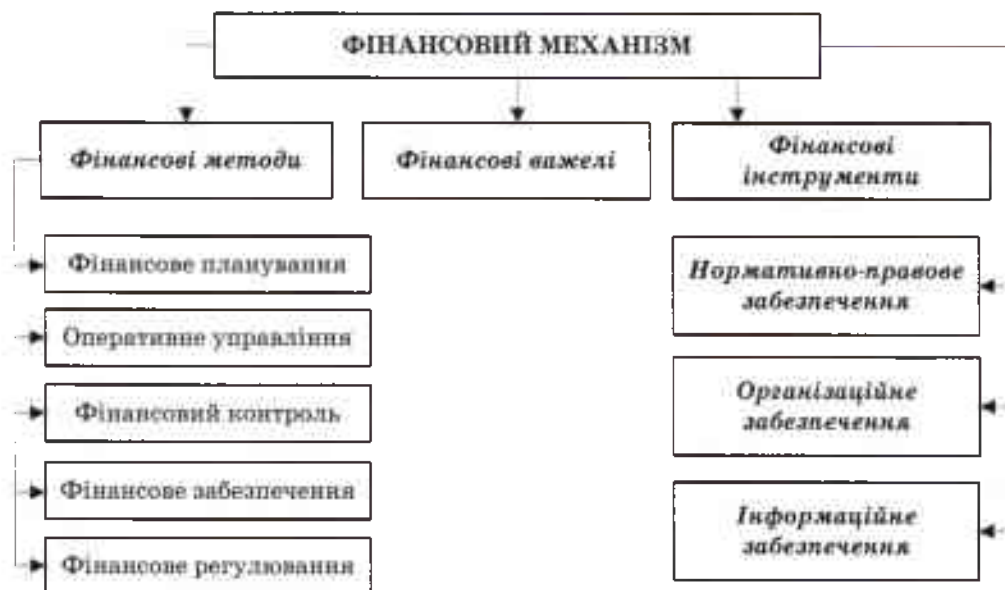 ФІНАНСОВИЙ МЕХАНІЗМ
Фінансові методи
Фінансові важелі
Фінансові
інструменти
Фінансове планування
Оперативне управління
Фінансовий контроль
Фінансове забезпечення
Фінансове регулювання
Нормативно-правове
забезпечення
Організаційне
забезпечення
Інформаційне
забезпечення